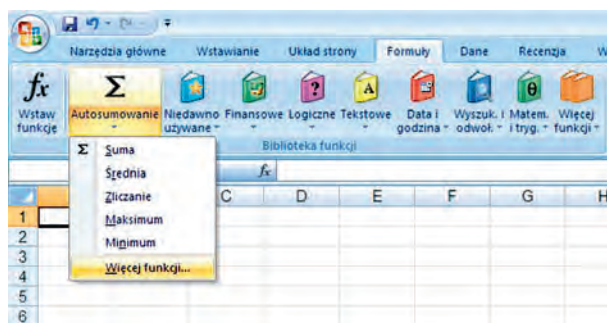 Narzędzia główne Wstawianie Układ strony Formuły Dane Recenzja W
fx Σ ? A θ
Wstaw funkcję
Autosumowanie
Niedawno używane
Finansowe
Logiczne
Tekstowe
Data i godzina
Wyszuk. i odwoł.
Matem. i tryg.
Więcej funkcji
Biblioteka funkcji
Σ Suma
Średnia
Zliczanie
Maksimum
Minimum
Więcej funkcji...
fx
C D E F G H
1
2
3
4
5
6